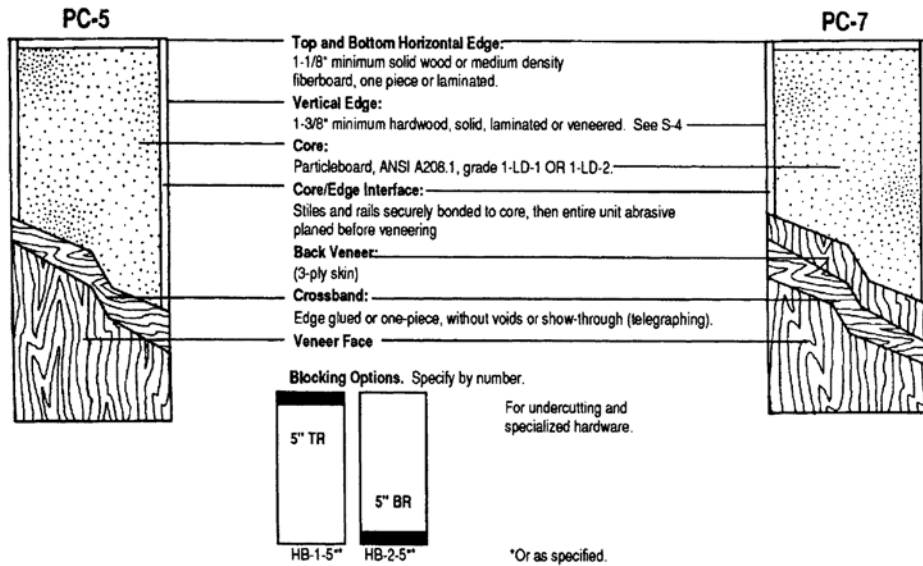 PC-5
PC-7
Top and Bottom Horizontal Edge:
1-1/8" minimum solid wood or medium density
fiberboard, one piece or laminated.
Vertical Edge:
1-3/8" minimum hardwood, solid, laminated or veneered. See S-4
Core:
Particleboard, ANSI A208.1, grade 1-LD-1 OR 1-LD-2.
Core/Edge Interface:
Stiles and rails securely bonded to core, then entire unit abrasive
planed before veneering
Back Veneer:
(3-ply skin)
Crossband:
Edge glued or one-piece, without voids or show-through (telegraphing).
Veneer Face
Blocking Options. Specify by number.
For undercutting and
specialized hardware.
5" TR
5" BR
HB-1-5"*
HB-2-5"*
*Or as specified.